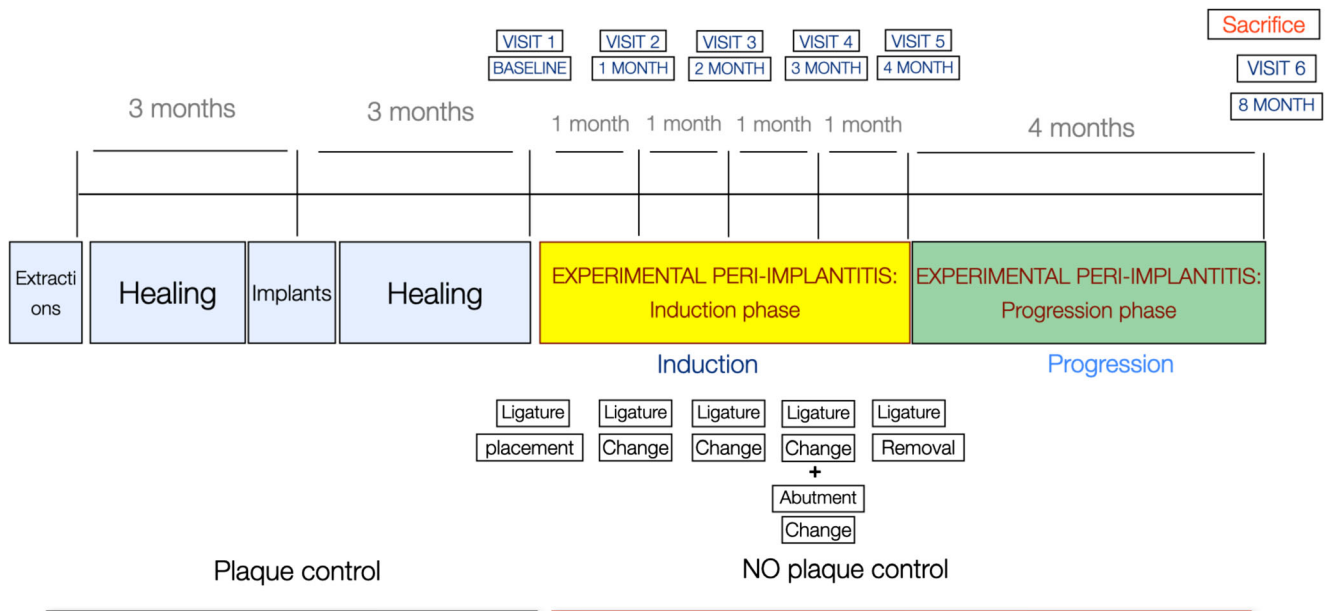 Sacrifice
VISIT 1
VISIT 2
VISIT 3
VISIT 4
VISIT 5
VISIT 6
BASELINE
1 MONTH
2 MONTH
3 MONTH
4 MONTH
8 MONTH
3 months
3 months
1 month
1 month
1 month
1 month
4 months
Extracti
ons
Healing
Implants
Healing
EXPERIMENTAL PERI-IMPLANTITIS:
Induction phase
EXPERIMENTAL PERI-IMPLANTITIS:
Progression phase
Induction
Progression
Ligature
placement
Ligature
Change
Ligature
Change
Ligature
Change
+
Abutment
Change
Ligature
Removal
Plaque control
NO plaque control